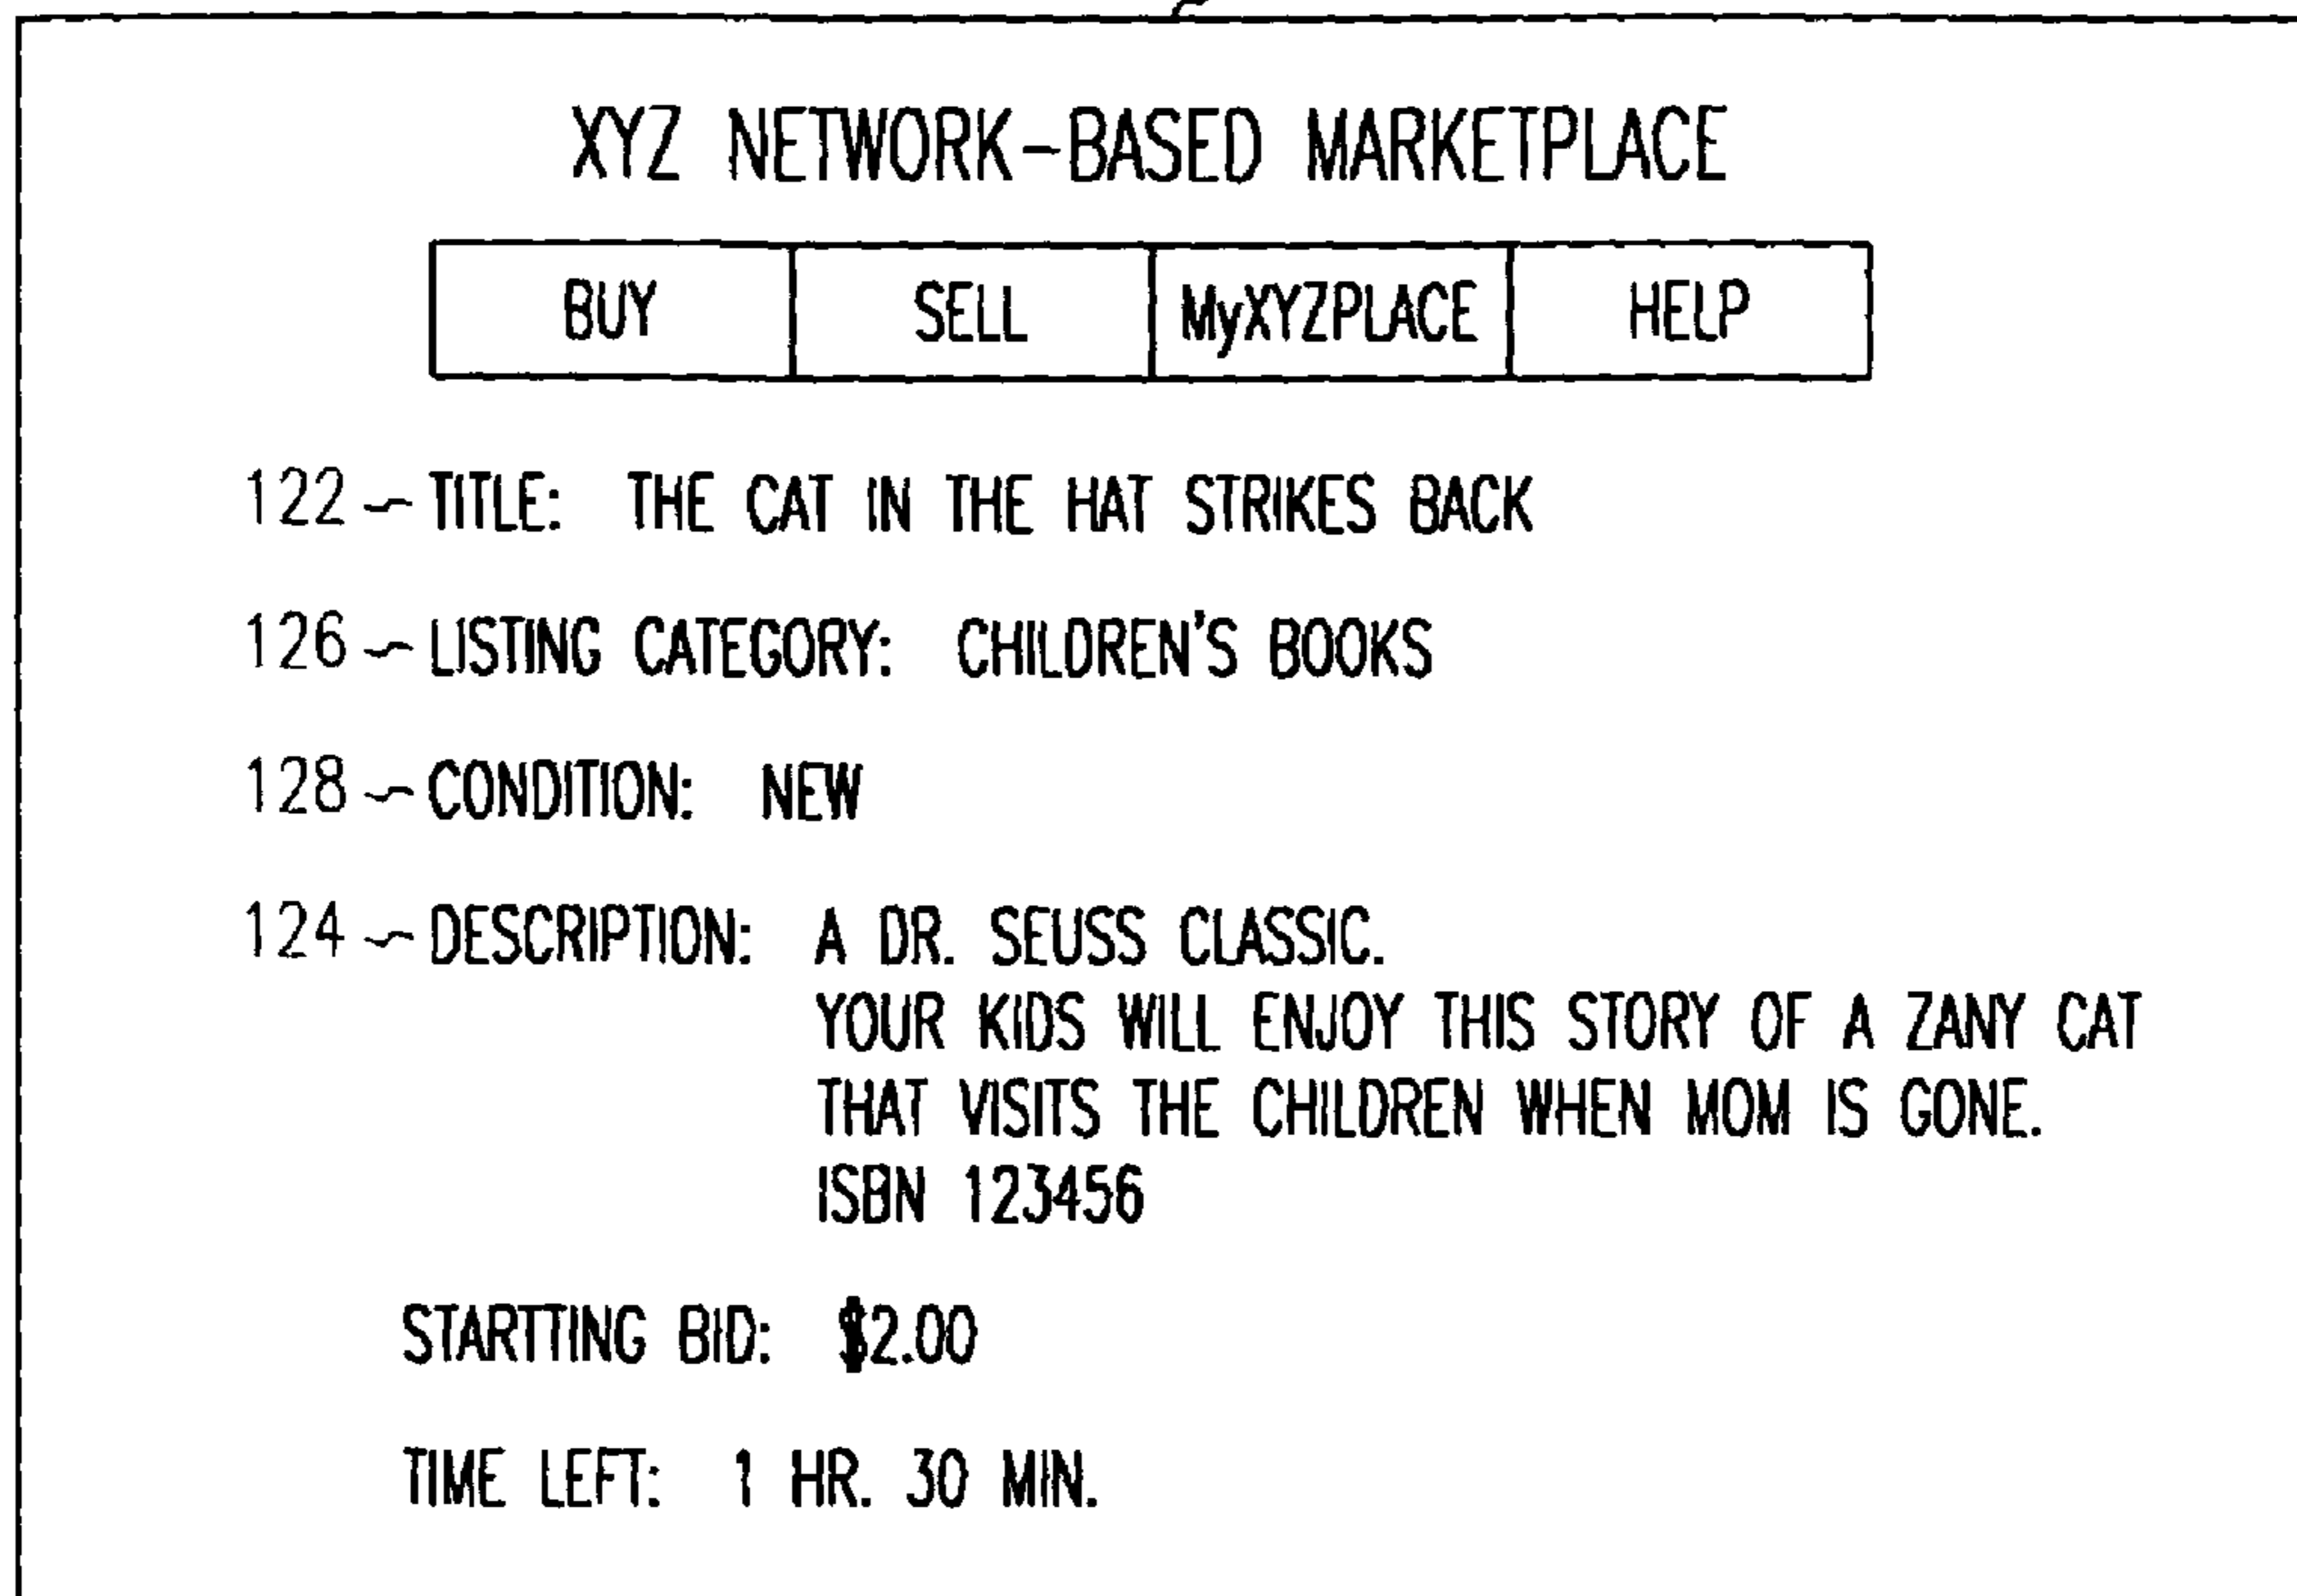 XYZ NETWORK-BASED MARKETPLACE
BUY SELL MyXYZPLACE HELP
122 TITLE: THE CAT IN THE HAT STRIKES BACK
126 LISTING CATEGORY: CHILDREN'S BOOKS
128 CONDITION: NEW
124 DESCRIPTION: A DR. SEUSS CLASSIC.
YOUR KIDS WILL ENJOY THIS STORY OF A ZANY CAT
THAT VISITS THE CHILDREN WHEN MOM IS GONE.
ISBN 123456
STARTTING BID: $2.00
TIME LEFT: 1 HR. 30 MIN.